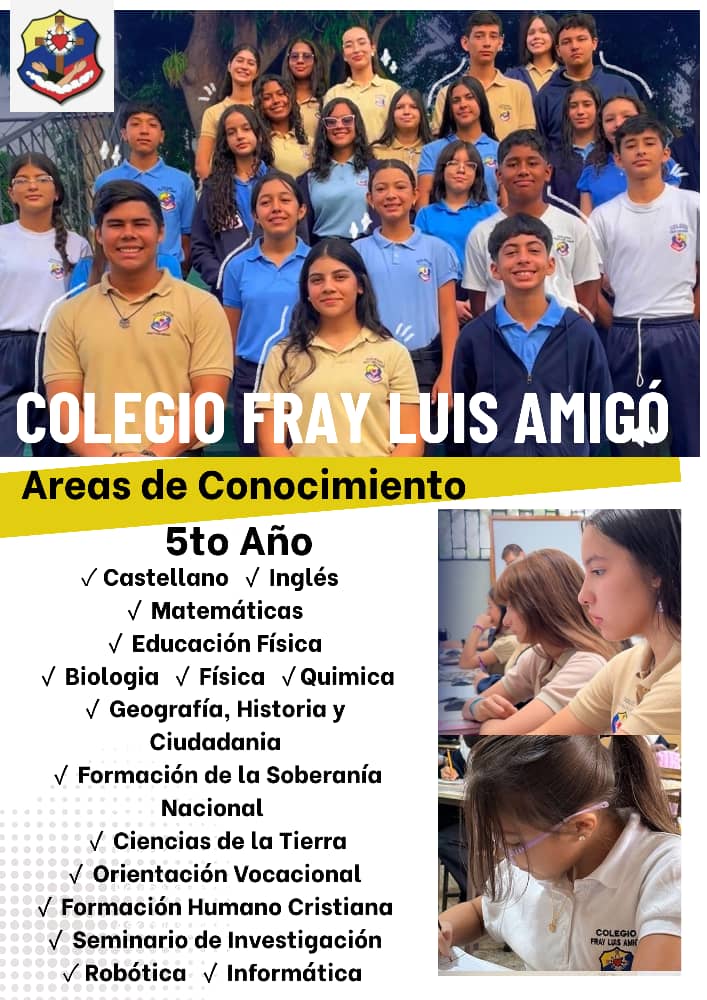 COLEGIO FRAY LUIS AMIGÓ
Areas de Conocimiento
5to Año
✓ Castellano ✓ Inglés
✓ Matemáticas
✓ Educación Física
✓ Biologia ✓ Física ✓ Quimica
✓ Geografía, Historia y
Ciudadania
✓ Formación de la Soberanía
Nacional
✓ Ciencias de la Tierra
✓ Orientación Vocacional
✓ Formación Humano Cristiana
✓ Seminario de Investigación
✓ Robótica ✓ Informática
COLEGIO
FRAY LUIS AMIG